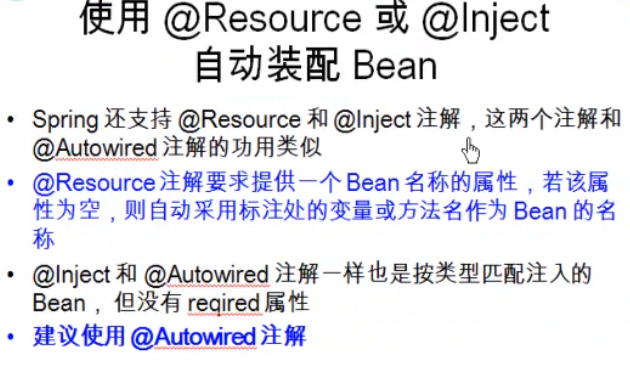 使用 @Resource 或 @Inject
自动装配 Bean
• Spring 还支持 @Resource 和 @Inject 注解，这两个注解和
@Autowired 注解的功用类似
• @Resource 注解要求提供一个 Bean 名称的属性，若该属
性为空，则自动采用标注处的变量或方法名作为 Bean 的名
称
• @Inject 和 @Autowired 注解一样也是按类型匹配注入的
Bean， 但没有 reqired 属性
• 建议使用 @Autowired 注解